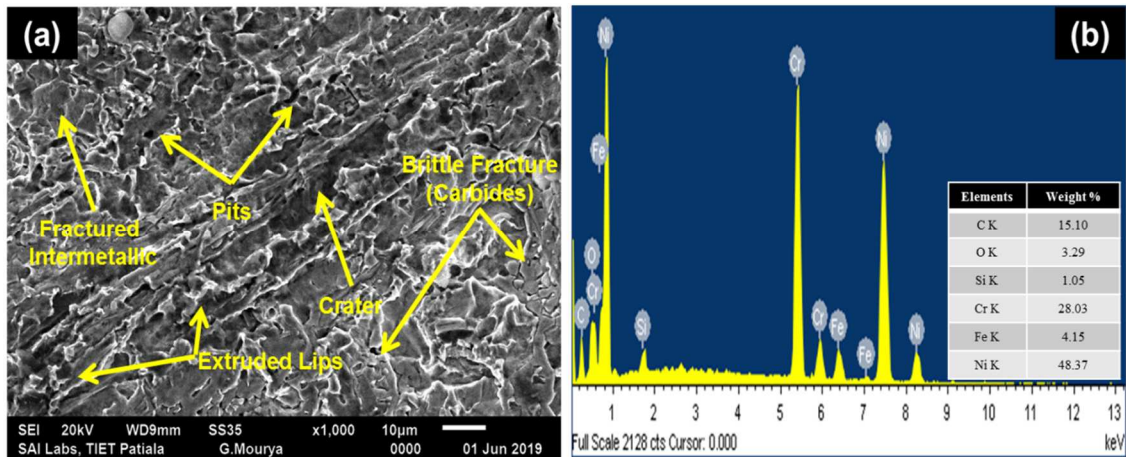 (a)
Pits
Fractured
Intermetallic
Brittle Fracture
(Carbides)
Crater
Extruded Lips
SEI 20kV WD9mm SS35 x1,000 10µm
SAI Labs, TIET Patiala G.Mourya 0000 01 Jun 2019
(b)
Ni
Fe
O
Cr
C
Si
Cr
Cr
Fe
Fe
Ni
Ni
Elements Weight %
C K 15.10
O K 3.29
Si K 1.05
Cr K 28.03
Fe K 4.15
Ni K 48.37
1 2 3 4 5 6 7 8 9 10 11 12 13
Full Scale 2128 cts Cursor: 0.000 keV